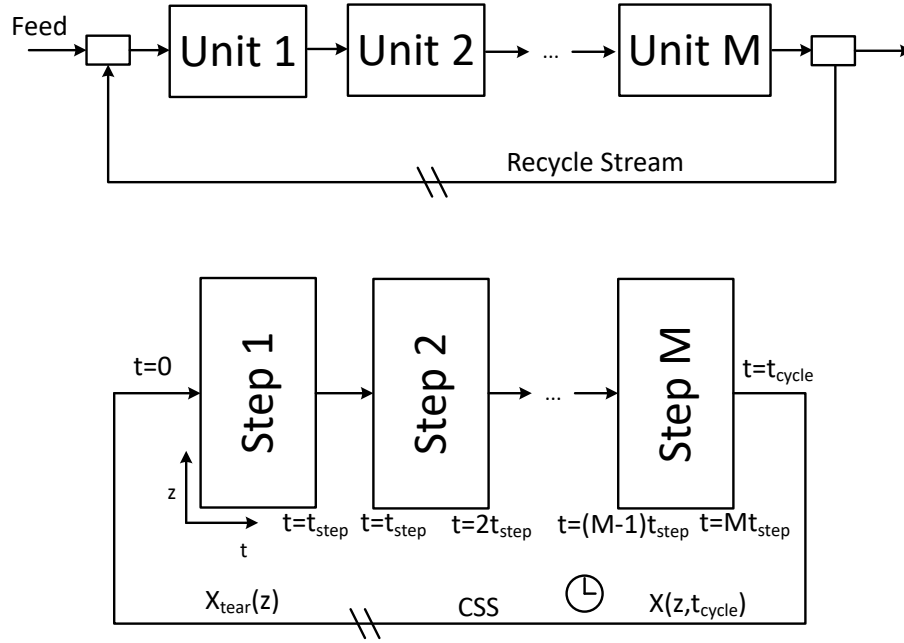 Feed
Unit 1
Unit 2
...
Unit M
Recycle Stream
t=0
Step 1
Step 2
...
Step M
t=t_cycle
z
t
t=t_step
t=t_step
t=2t_step
t=(M-1)t_step
t=Mt_step
X_tear(z)
CSS
X(z,t_cycle)